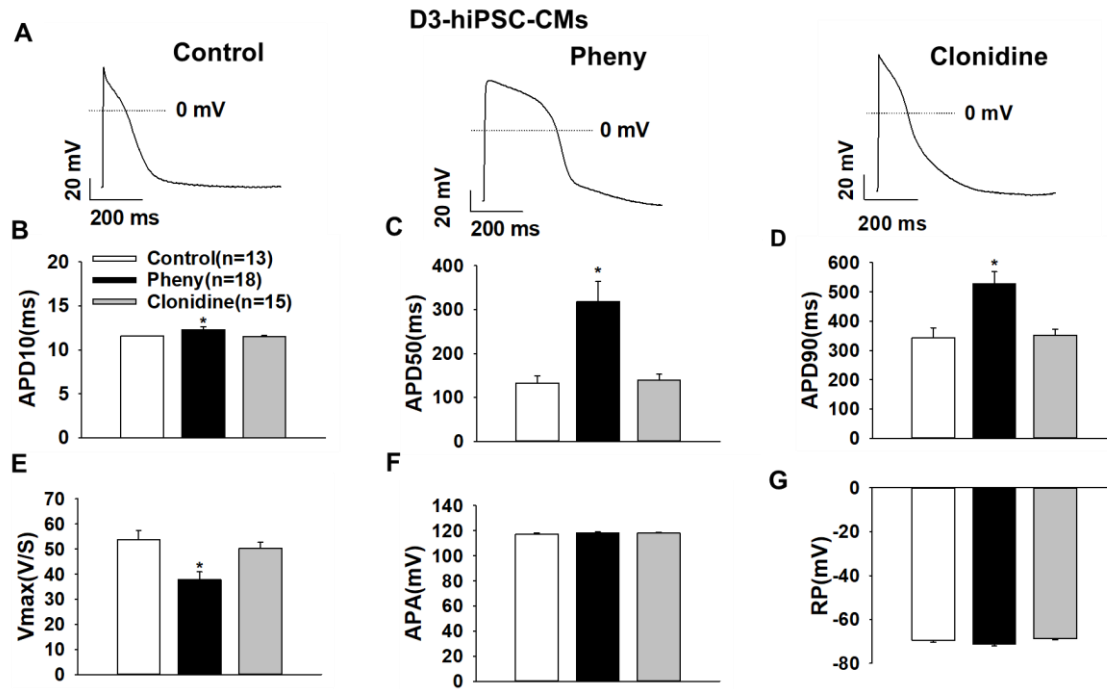 D3-hiPSC-CMs
A
Control
0 mV
20 mV
200 ms
Pheny
0 mV
20 mV
200 ms
Clonidine
0 mV
20 mV
200 ms
B
20
15
10
5
0
APD10(ms)
Control(n=13)
Pheny(n=18)
Clonidine(n=15)
*
C
400
300
200
100
0
APD50(ms)
*
D
600
500
400
300
200
100
0
APD90(ms)
*
E
70
60
50
40
30
20
10
0
Vmax(V/S)
*
F
140
120
100
80
60
40
20
0
APA(mV)
G
0
-20
-40
-60
-80
RP(mV)